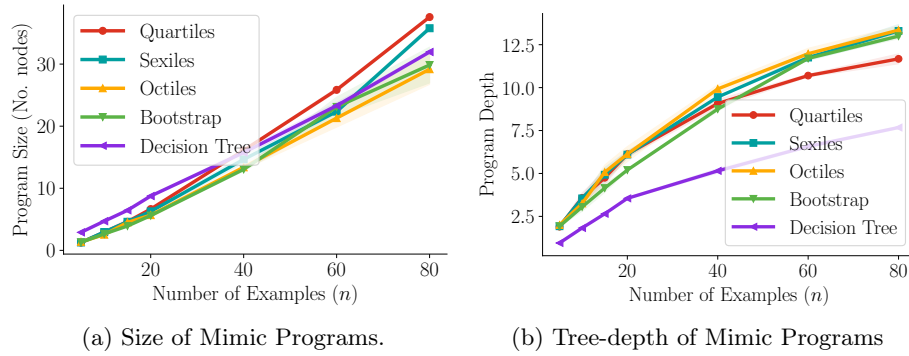 Program Size (No. nodes)
30
20
10
0
Quartiles
Sexiles
Octiles
Bootstrap
Decision Tree
20 40 60 80
Number of Examples (n)
(a) Size of Mimic Programs.
Program Depth
12.5
10.0
7.5
5.0
2.5
Quartiles
Sexiles
Octiles
Bootstrap
Decision Tree
20 40 60 80
Number of Examples (n)
(b) Tree-depth of Mimic Programs